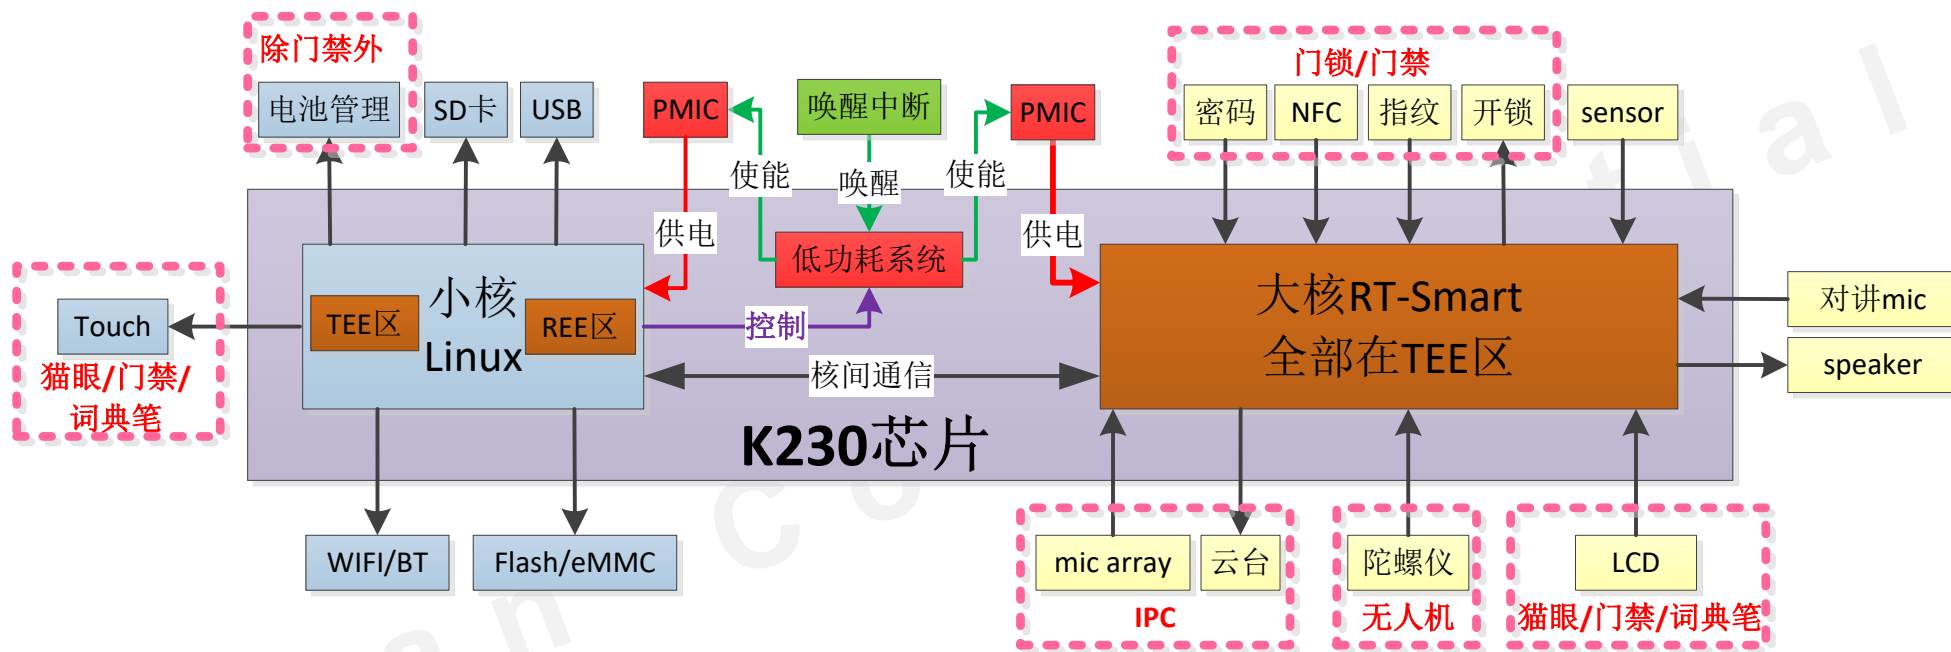 除门禁外
门锁/门禁
电池管理
SD卡
USB
PMIC
唤醒中断
PMIC
密码
NFC
指纹
开锁
sensor
使能
唤醒
使能
供电
供电
低功耗系统
小核
Linux
TEE区
REE区
控制
核间通信
大核RT-Smart
全部在TEE区
对讲mic
speaker
Touch
猫眼/门禁/
词典笔
K230芯片
WIFI/BT
Flash/eMMC
mic array
云台
IPC
陀螺仪
无人机
LCD
猫眼/门禁/词典笔